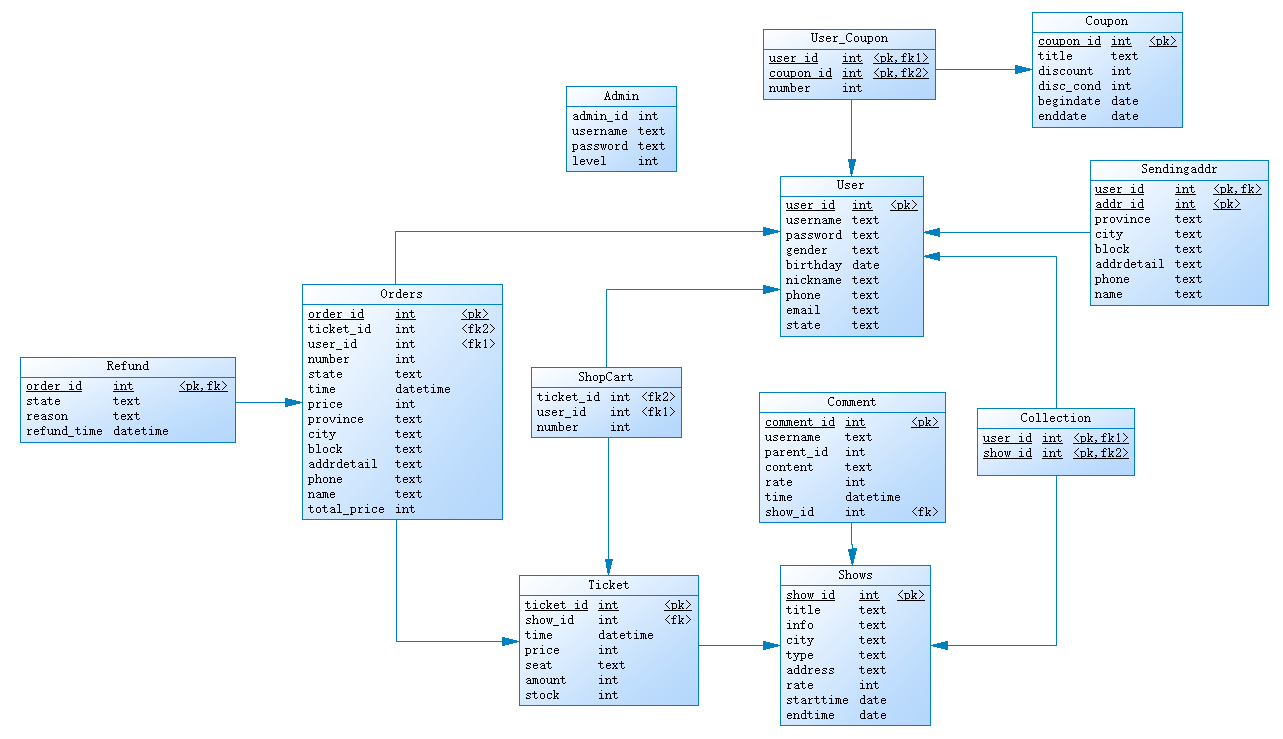 Coupon
coupon_id int <pk>
title text
discount int
disc_cond int
begindate date
enddate date
User_Coupon
user_id int <pk,fk1>
coupon_id int <pk,fk2>
number int
Admin
admin_id int
username text
password text
level int
User
user_id int <pk>
username text
password text
gender text
birthday date
nickname text
phone text
email text
state text
Sendingaddr
user_id int <pk,fk>
addr_id int <pk>
province text
city text
block text
addrdetail text
phone text
name text
Orders
order_id int <pk>
ticket_id int <fk2>
user_id int <fk1>
number int
state text
time datetime
price int
province text
city text
block text
addrdetail text
phone text
name text
total_price int
Refund
order_id int <pk,fk>
state text
reason text
refund_time datetime
ShopCart
ticket_id int <fk2>
user_id int <fk1>
number int
Comment
comment_id int <pk>
username text
parent_id int
content text
rate int
time datetime
show_id int <fk>
Collection
user_id int <pk,fk1>
show_id int <pk,fk2>
Ticket
ticket_id int <pk>
show_id int <fk>
time datetime
price int
seat text
amount int
stock int
Shows
show_id int <pk>
title text
info text
city text
type text
address text
rate int
starttime date
endtime date